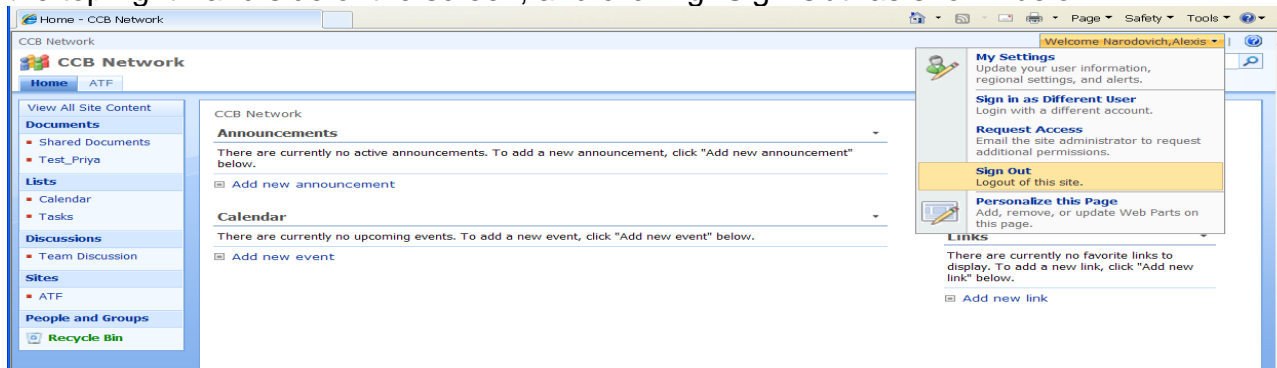 Home - CCB Network
Page Safety Tools
CCB Network
Welcome Narodovich,Alexis
CCB Network
Home ATF
My Settings
Update your user information,
regional settings, and alerts.
Sign in as Different User
Login with a different account.
Request Access
Email the site administrator to request
additional permissions.
Sign Out
Logout of this site.
Personalize this Page
Add, remove, or update Web Parts on
this page.
View All Site Content
Documents
Shared Documents
Test_Priya
Lists
Calendar
Tasks
Discussions
Team Discussion
Sites
ATF
People and Groups
Recycle Bin
CCB Network
Announcements
There are currently no active announcements. To add a new announcement, click "Add new announcement"
below.
Add new announcement
Calendar
There are currently no upcoming events. To add a new event, click "Add new event" below.
Add new event
Links
There are currently no favorite links to
display. To add a new link, click "Add new
link" below.
Add new link